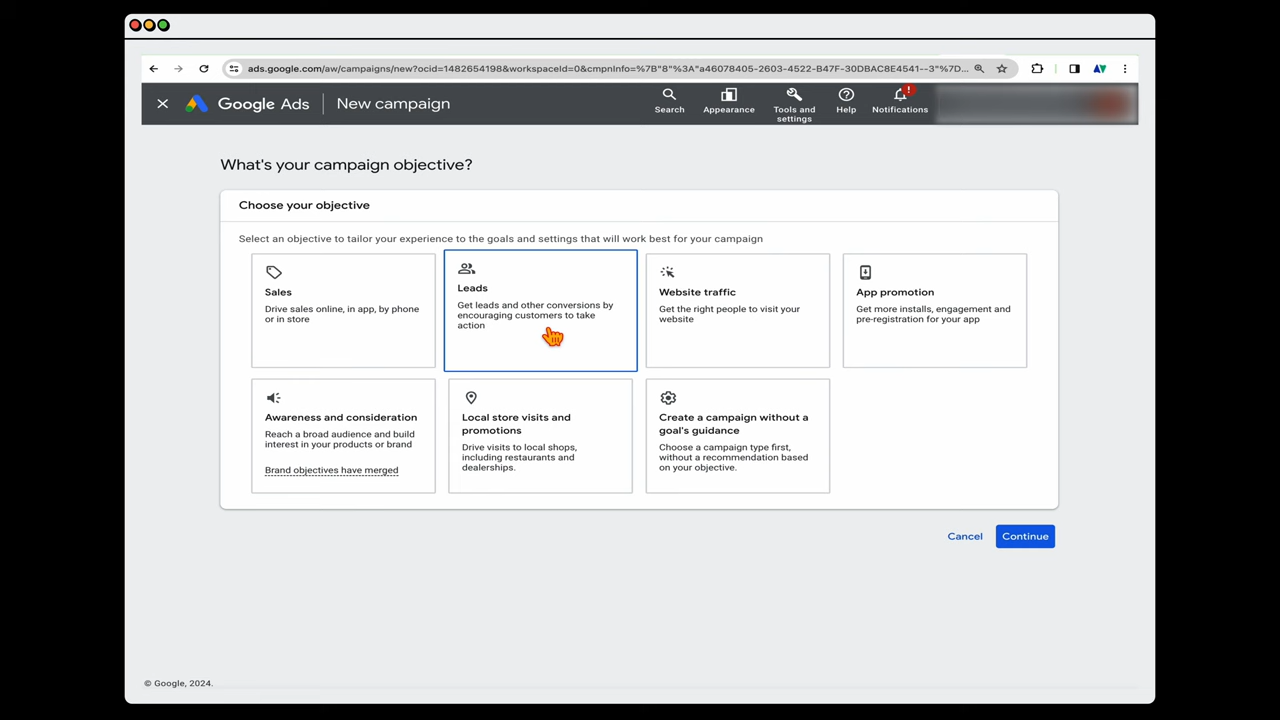 ads.google.com/aw/campaigns/new?ocid=1482654198&workspaceId=0&cmpnInfo=%7B"8"%3A"a46078405-2603-4522-B47F-30DBAC8E4541--3"%7D...
Google Ads
New campaign
Search
Appearance
Tools and
settings
Help
Notifications
What's your campaign objective?
Choose your objective
Select an objective to tailor your experience to the goals and settings that will work best for your campaign
Sales
Drive sales online, in app, by phone
or in store
Leads
Get leads and other conversions by
encouraging customers to take
action
Website traffic
Get the right people to visit your
website
App promotion
Get more installs, engagement and
pre-registration for your app
Awareness and consideration
Reach a broad audience and build
interest in your products or brand
Brand objectives have merged
Local store visits and
promotions
Drive visits to local shops,
including restaurants and
dealerships.
Create a campaign without a
goal's guidance
Choose a campaign type first,
without a recommendation based
on your objective.
Cancel
Continue
© Google, 2024.